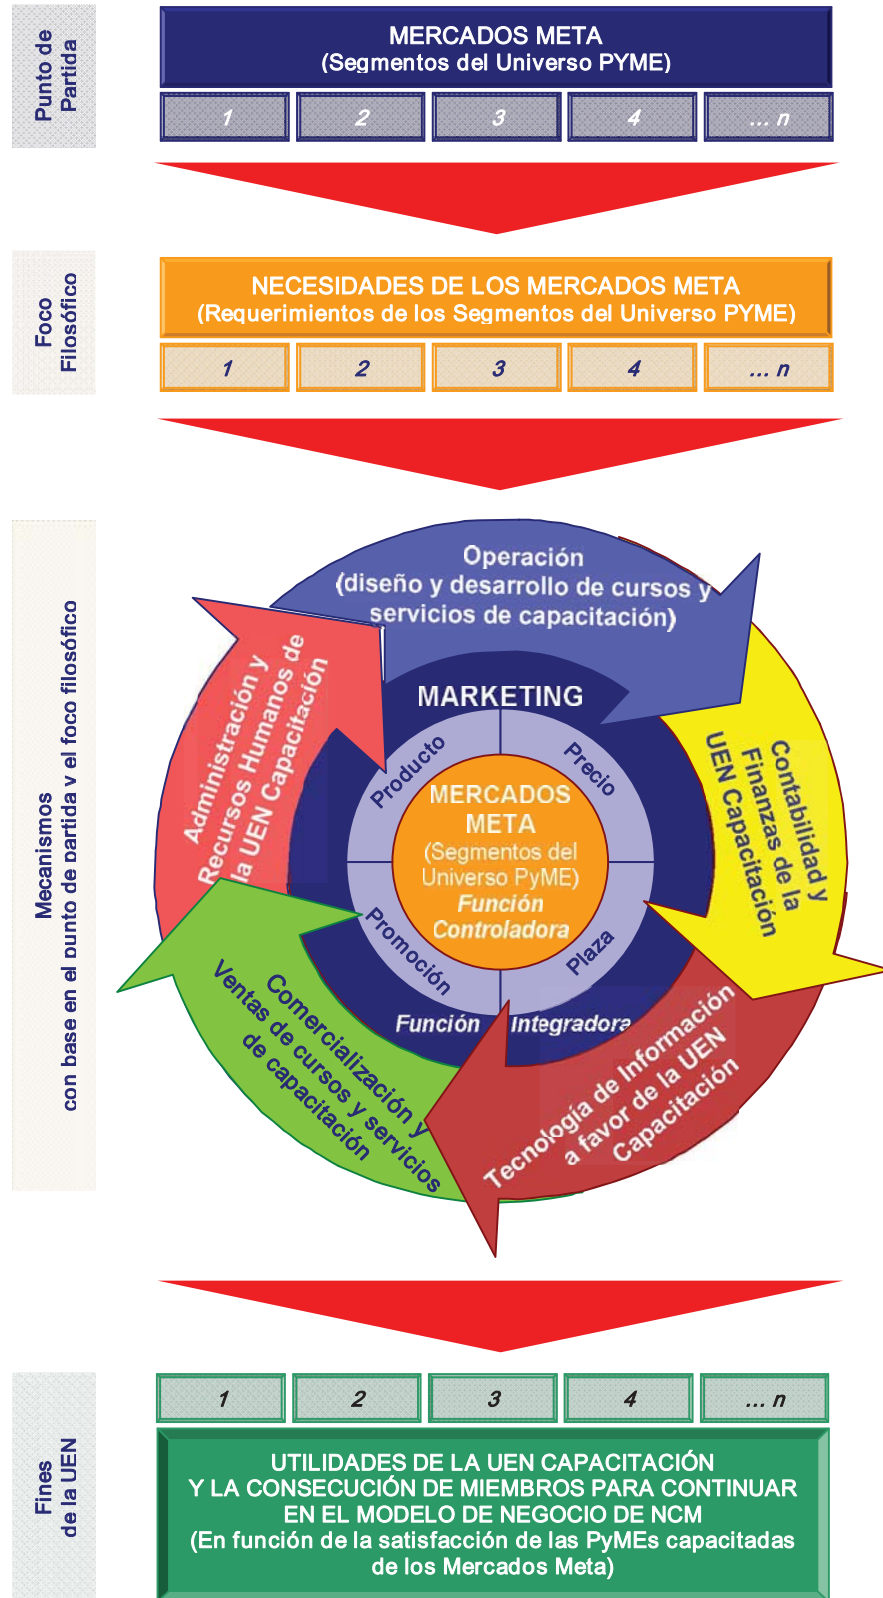 Punto de
Partida
MERCADOS META
(Segmentos del Universo PYME)
1 2 3 4 ... n
Foco
Filosófico
NECESIDADES DE LOS MERCADOS META
(Requerimientos de los Segmentos del Universo PYME)
1 2 3 4 ... n
Mecanismos
con base en el punto de partida y el foco filosófico
Operación
(diseño y desarrollo de cursos y
servicios de capacitación)
Contabilidad y
Finanzas de la
UEN Capacitación
Tecnología de Información
a favor de la UEN
Capacitación
Comercialización y
Ventas de cursos y servicios
de capacitación
Administración y
Recursos Humanos de
la UEN Capacitación
MARKETING
Producto
Precio
Plaza
Promoción
MERCADOS
META
(Segmentos del
Universo PyME)
Función
Controladora
Función Integradora
Fines
de la UEN
1 2 3 4 ... n
UTILIDADES DE LA UEN CAPACITACIÓN
Y LA CONSECUCIÓN DE MIEMBROS PARA CONTINUAR
EN EL MODELO DE NEGOCIO DE NCM
(En función de la satisfacción de las PyMEs capacitadas
de los Mercados Meta)